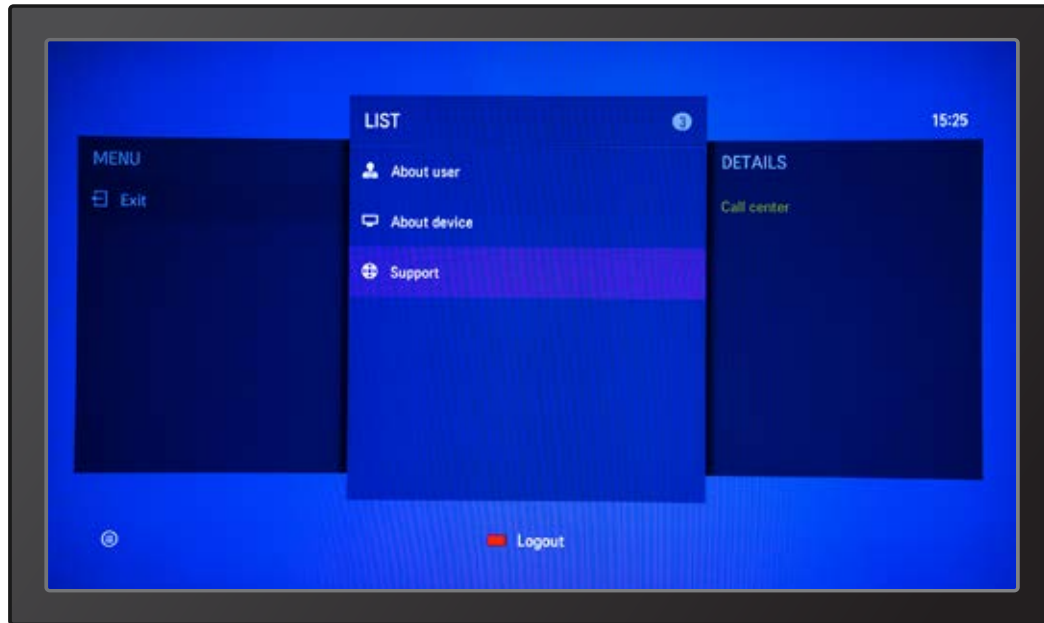 LIST
3
15:25
MENU
DETAILS
About user
Exit
Call center
About device
Support
Logout